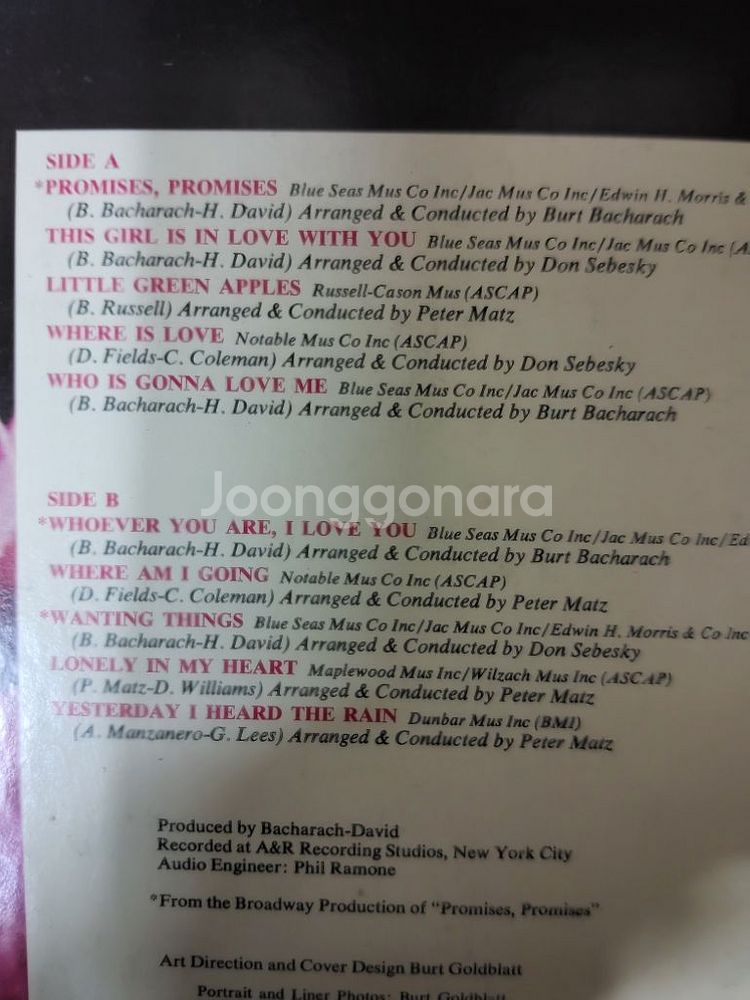 SIDE A
*PROMISES, PROMISES Blue Seas Mus Co Inc/Jac Mus Co Inc/Edwin H. Morris &
(B. Bacharach-H. David) Arranged & Conducted by Burt Bacharach
THIS GIRL IS IN LOVE WITH YOU Blue Seas Mus Co Inc/Jac Mus Co Inc (A
(B. Bacharach-H. David) Arranged & Conducted by Don Sebesky
LITTLE GREEN APPLES Russell-Cason Mus (ASCAP)
(B. Russell) Arranged & Conducted by Peter Matz
WHERE IS LOVE Notable Mus Co Inc (ASCAP)
(D. Fields-C. Coleman) Arranged & Conducted by Don Sebesky
WHO IS GONNA LOVE ME Blue Seas Mus Co Inc/Jac Mus Co Inc (ASCAP)
(B. Bacharach-H. David) Arranged & Conducted by Burt Bacharach
Joonggonara
SIDE B
*WHOEVER YOU ARE, I LOVE YOU Blue Seas Mus Co Inc/Jac Mus Co Inc/Ed
(B. Bacharach-H. David) Arranged & Conducted by Burt Bacharach
WHERE AM I GOING Notable Mus Co Inc (ASCAP)
(D. Fields-C. Coleman) Arranged & Conducted by Peter Matz
*WANTING THINGS Blue Seas Mus Co Inc/Jac Mus Co Inc/Edwin H. Morris & Co Inc
(B. Bacharach-H. David) Arranged & Conducted by Don Sebesky
LONELY IN MY HEART Maplewood Mus Inc/Wilzach Mus Inc (ASCAP)
(P. Matz-D. Williams) Arranged & Conducted by Peter Matz
YESTERDAY I HEARD THE RAIN Dunbar Mus Inc (BMI)
(A. Manzanero-G. Lees) Arranged & Conducted by Peter Matz
Produced by Bacharach-David
Recorded at A&R Recording Studios, New York City
Audio Engineer: Phil Ramone
*From the Broadway Production of "Promises, Promises"
Art Direction and Cover Design Burt Goldblatt
Portrait and Liner Photos: Burt Goldblatt